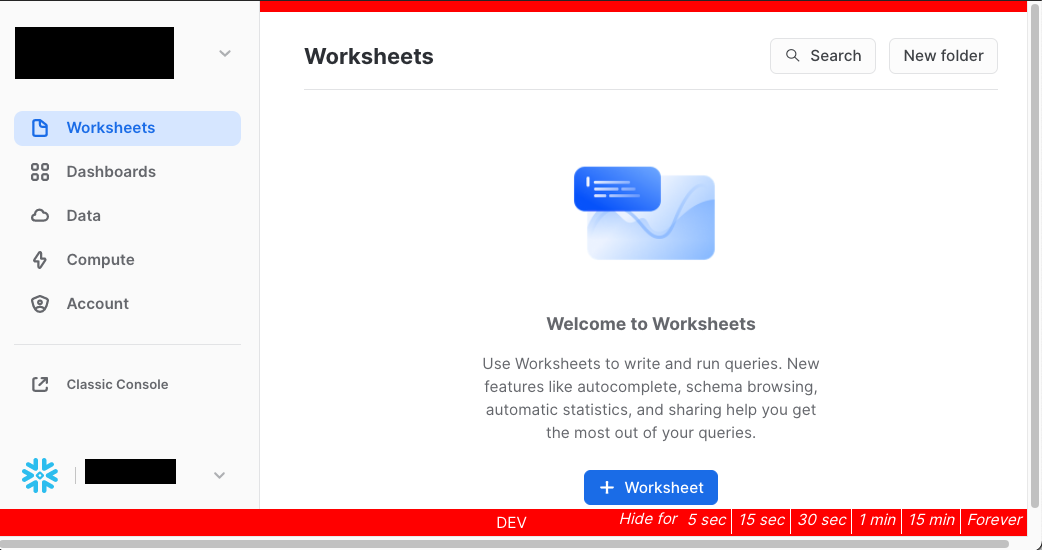 Worksheets
Search
New folder
Worksheets
Dashboards
Data
Compute
Account
Classic Console
Welcome to Worksheets
Use Worksheets to write and run queries. New
features like autocomplete, schema browsing,
automatic statistics, and sharing help you get
the most out of your queries.
+ Worksheet
DEV
Hide for 5 sec 15 sec 30 sec 1 min 15 min Forever